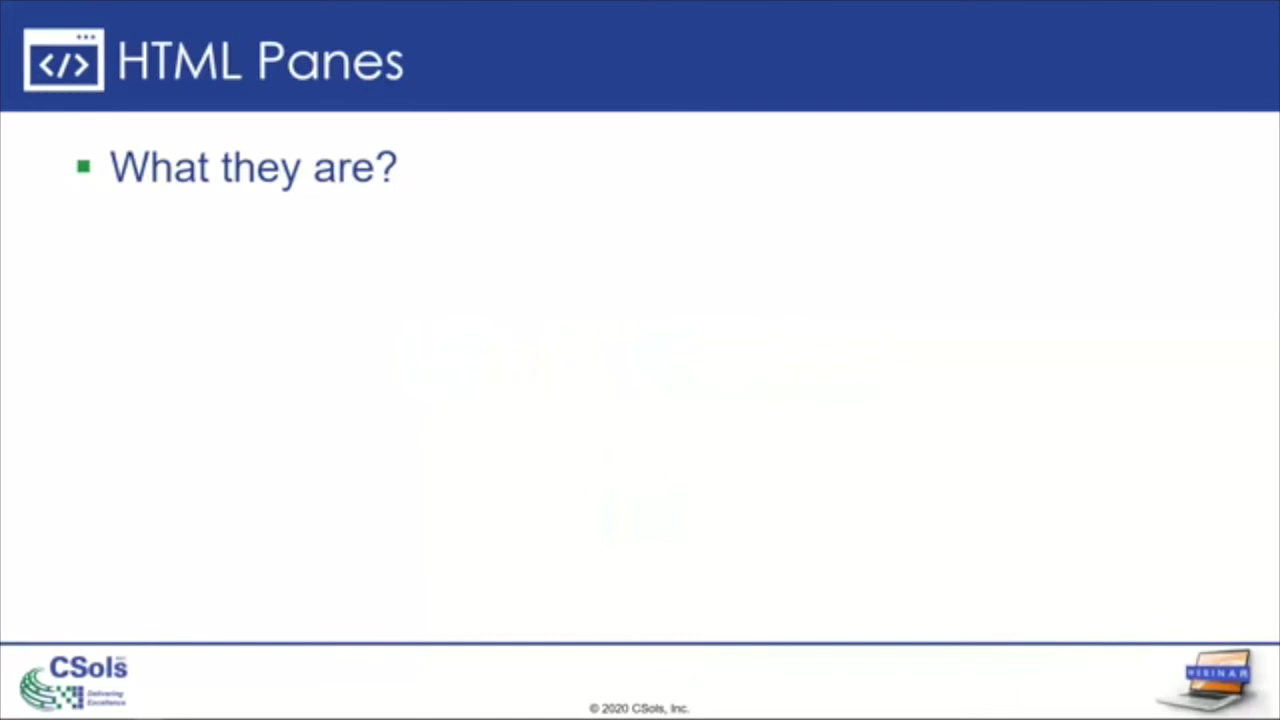 </> HTML Panes
What they are?
CSols
Delivering
Excellence
© 2020 CSols, Inc.
WEBINAR